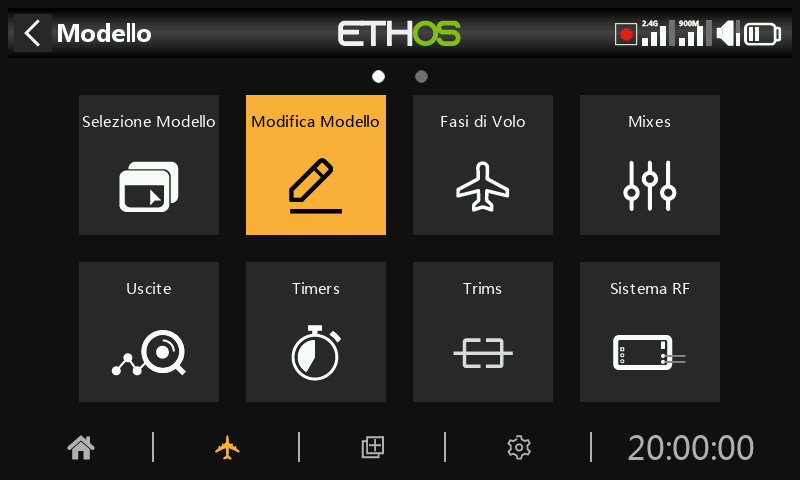 Modello
ETHOS
2.4G
900M
Selezione Modello
Modifica Modello
Fasi di Volo
Mixes
Uscite
Timers
Trims
Sistema RF
20:00:00